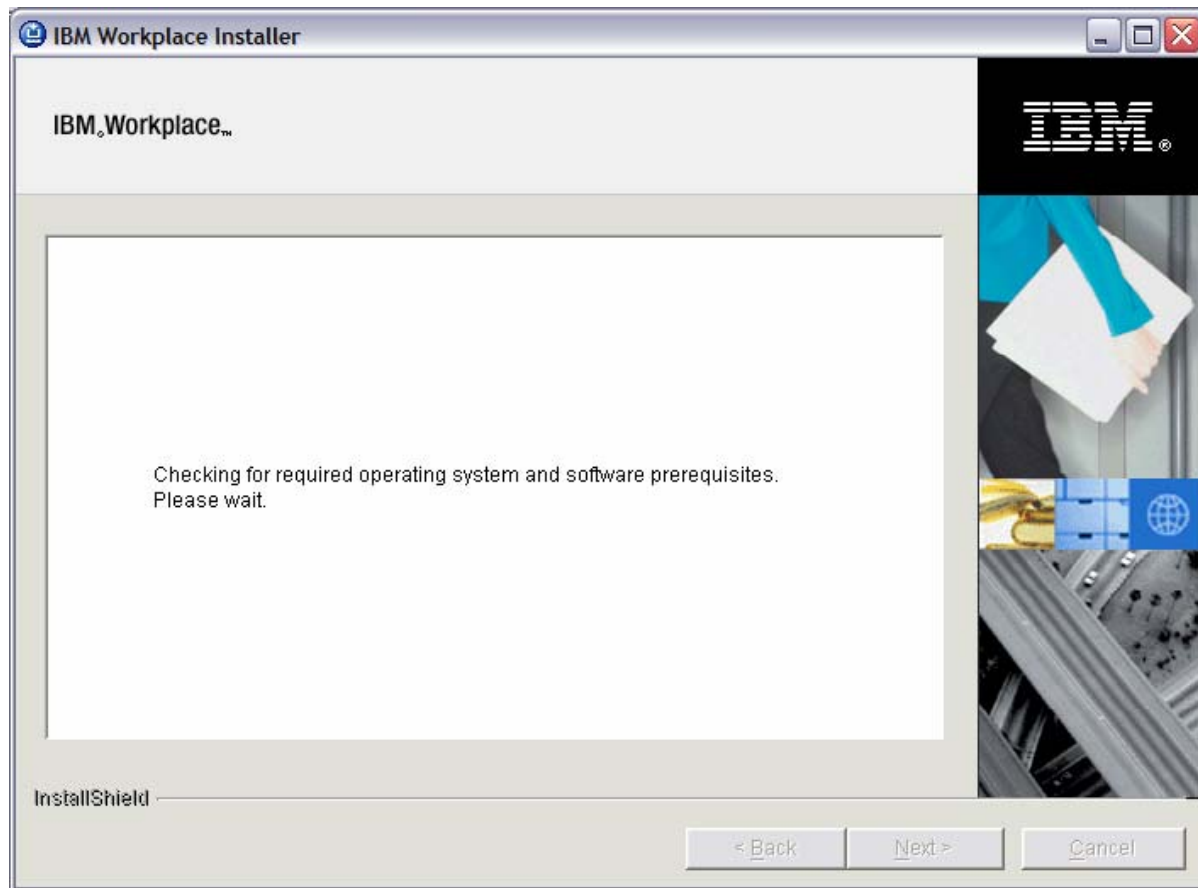 IBM Workplace Installer
IBM® Workplace™
IBM®
Checking for required operating system and software prerequisites.
Please wait.
InstallShield
< Back
Next >
Cancel